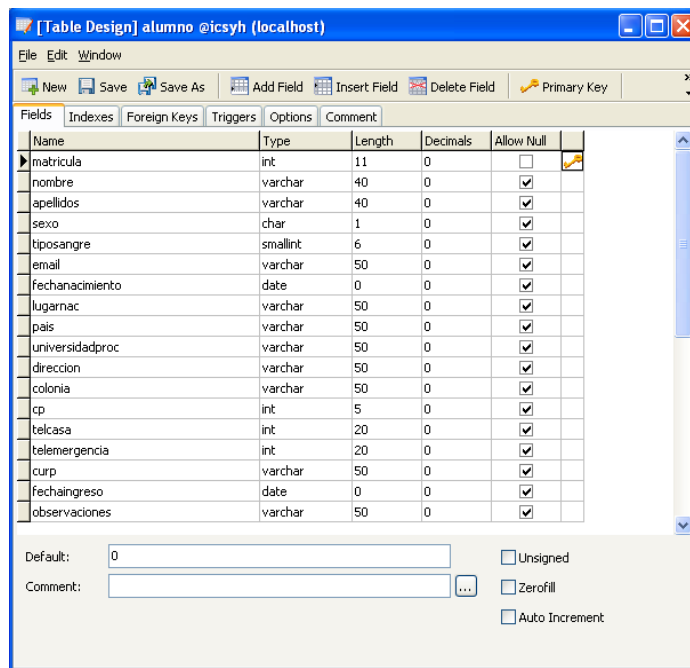 [Table Design] alumno @icsyh (localhost)
File Edit Window
New Save Save As Add Field Insert Field Delete Field Primary Key
Fields Indexes Foreign Keys Triggers Options Comment
Name Type Length Decimals Allow Null
matricula int 11 0
nombre varchar 40 0
apellidos varchar 40 0
sexo char 1 0
tiposangre smallint 6 0
email varchar 50 0
fechanacimiento date 0 0
lugarnac varchar 50 0
pais varchar 50 0
universidadproc varchar 50 0
direccion varchar 50 0
colonia varchar 50 0
cp int 5 0
telcasa int 20 0
telemergencia int 20 0
curp varchar 50 0
fechaingreso date 0 0
observaciones varchar 50 0
Default: 0 Unsigned
Comment: ... Zerofill
Auto Increment